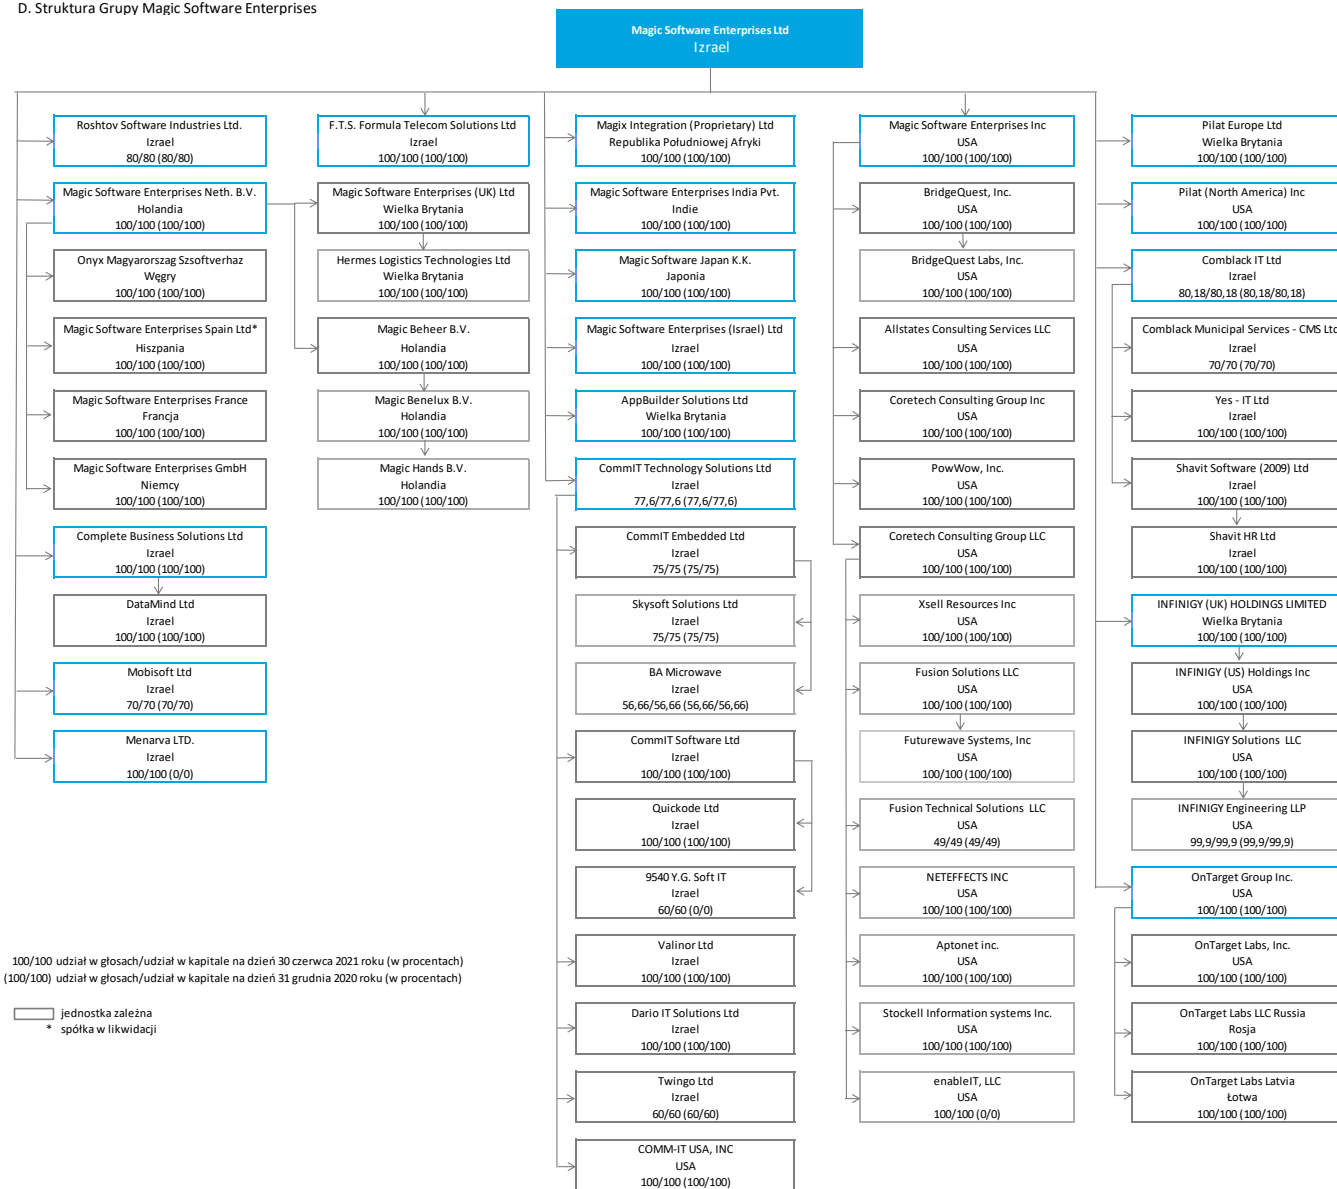 D. Struktura Grupy Magic Software Enterprises
Magic Software Enterprises Ltd
Izrael
Roshtov Software Industries Ltd.
Izrael
80/80 (80/80)
Magic Software Enterprises Neth. B.V.
Holandia
100/100 (100/100)
Onyx Magyarorszag Szsoftverhaz
Węgry
100/100 (100/100)
Magic Software Enterprises Spain Ltd*
Hiszpania
100/100 (100/100)
Magic Software Enterprises France
Francja
100/100 (100/100)
Magic Software Enterprises GmbH
Niemcy
100/100 (100/100)
Complete Business Solutions Ltd
Izrael
100/100 (100/100)
DataMind Ltd
Izrael
100/100 (100/100)
Mobisoft Ltd
Izrael
70/70 (70/70)
Menarva LTD.
Izrael
100/100 (0/0)
F.T.S. Formula Telecom Solutions Ltd
Izrael
100/100 (100/100)
Magic Software Enterprises (UK) Ltd
Wielka Brytania
100/100 (100/100)
Hermes Logistics Technologies Ltd
Wielka Brytania
100/100 (100/100)
Magic Beheer B.V.
Holandia
100/100 (100/100)
Magic Benelux B.V.
Holandia
100/100 (100/100)
Magic Hands B.V.
Holandia
100/100 (100/100)
Magix Integration (Proprietary) Ltd
Republika Południowej Afryki
100/100 (100/100)
Magic Software Enterprises India Pvt.
Indie
100/100 (100/100)
Magic Software Japan K.K.
Japonia
100/100 (100/100)
Magic Software Enterprises (Israel) Ltd
Izrael
100/100 (100/100)
AppBuilder Solutions Ltd
Wielka Brytania
100/100 (100/100)
CommIT Technology Solutions Ltd
Izrael
77,6/77,6 (77,6/77,6)
CommIT Embedded Ltd
Izrael
75/75 (75/75)
Skysoft Solutions Ltd
Izrael
75/75 (75/75)
BA Microwave
Izrael
56,66/56,66 (56,66/56,66)
CommIT Software Ltd
Izrael
100/100 (100/100)
Quickode Ltd
Izrael
100/100 (100/100)
9540 Y.G. Soft IT
Izrael
60/60 (0/0)
Valinor Ltd
Izrael
100/100 (100/100)
Dario IT Solutions Ltd
Izrael
100/100 (100/100)
Twingo Ltd
Izrael
60/60 (60/60)
COMM-IT USA, INC
USA
100/100 (100/100)
Magic Software Enterprises Inc
USA
100/100 (100/100)
BridgeQuest, Inc.
USA
100/100 (100/100)
BridgeQuest Labs, Inc.
USA
100/100 (100/100)
Allstates Consulting Services LLC
USA
100/100 (100/100)
Coretech Consulting Group Inc
USA
100/100 (100/100)
PowWow, Inc.
USA
100/100 (100/100)
Coretech Consulting Group LLC
USA
100/100 (100/100)
Xsell Resources Inc
USA
100/100 (100/100)
Fusion Solutions LLC
USA
100/100 (100/100)
Futurewave Systems, Inc
USA
100/100 (100/100)
Fusion Technical Solutions LLC
USA
49/49 (49/49)
NETEFFECTS INC
USA
100/100 (100/100)
Aptonet inc.
USA
100/100 (100/100)
Stockell Information systems Inc.
USA
100/100 (100/100)
enableIT, LLC
USA
100/100 (0/0)
Pilat Europe Ltd
Wielka Brytania
100/100 (100/100)
Pilat (North America) Inc
USA
100/100 (100/100)
Comblack IT Ltd
Izrael
80,18/80,18 (80,18/80,18)
Comblack Municipal Services - CMS Ltd
Izrael
70/70 (70/70)
Yes - IT Ltd
Izrael
100/100 (100/100)
Shavit Software (2009) Ltd
Izrael
100/100 (100/100)
Shavit HR Ltd
Izrael
100/100 (100/100)
INFINIGY (UK) HOLDINGS LIMITED
Wielka Brytania
100/100 (100/100)
INFINIGY (US) Holdings Inc
USA
100/100 (100/100)
INFINIGY Solutions LLC
USA
100/100 (100/100)
INFINIGY Engineering LLP
USA
99,9/99,9 (99,9/99,9)
OnTarget Group Inc.
USA
100/100 (100/100)
OnTarget Labs, Inc.
USA
100/100 (100/100)
OnTarget Labs LLC Russia
Rosja
100/100 (100/100)
OnTarget Labs Latvia
Łotwa
100/100 (100/100)
100/100 udział w głosach/udział w kapitale na dzień 30 czerwca 2021 roku (w procentach)
(100/100) udział w głosach/udział w kapitale na dzień 31 grudnia 2020 roku (w procentach)
jednostka zależna
* spółka w likwidacji